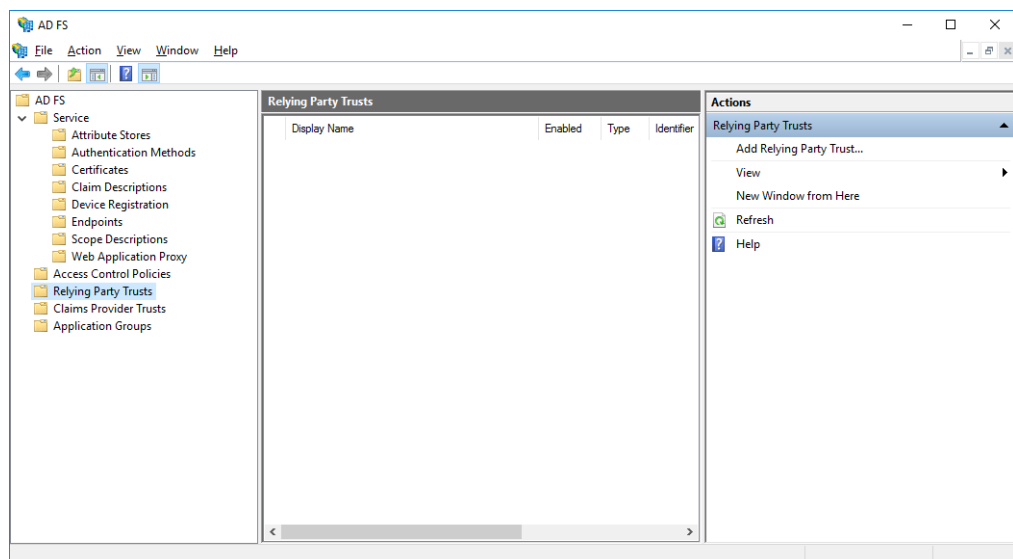 AD FS
File Action View Window Help
AD FS
Service
Attribute Stores
Authentication Methods
Certificates
Claim Descriptions
Device Registration
Endpoints
Scope Descriptions
Web Application Proxy
Access Control Policies
Relying Party Trusts
Claims Provider Trusts
Application Groups
Relying Party Trusts
Display Name Enabled Type Identifier
Actions
Relying Party Trusts
Add Relying Party Trust...
View
New Window from Here
Refresh
Help